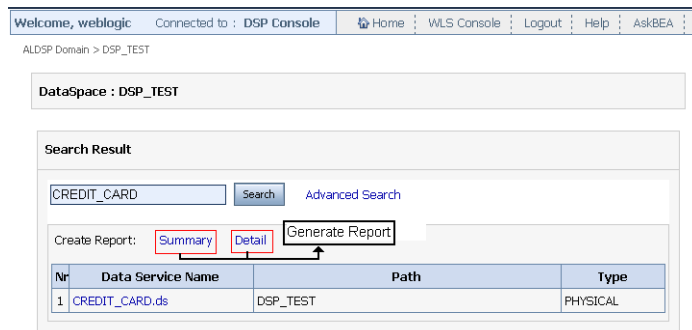 Welcome, weblogic Connected to : DSP Console Home WLS Console Logout Help AskBEA
ALDSP Domain > DSP_TEST
DataSpace : DSP_TEST
Search Result
CREDIT_CARD Search Advanced Search
Create Report: Summary Detail Generate Report
Nr Data Service Name Path Type
1 CREDIT_CARD.ds DSP_TEST PHYSICAL